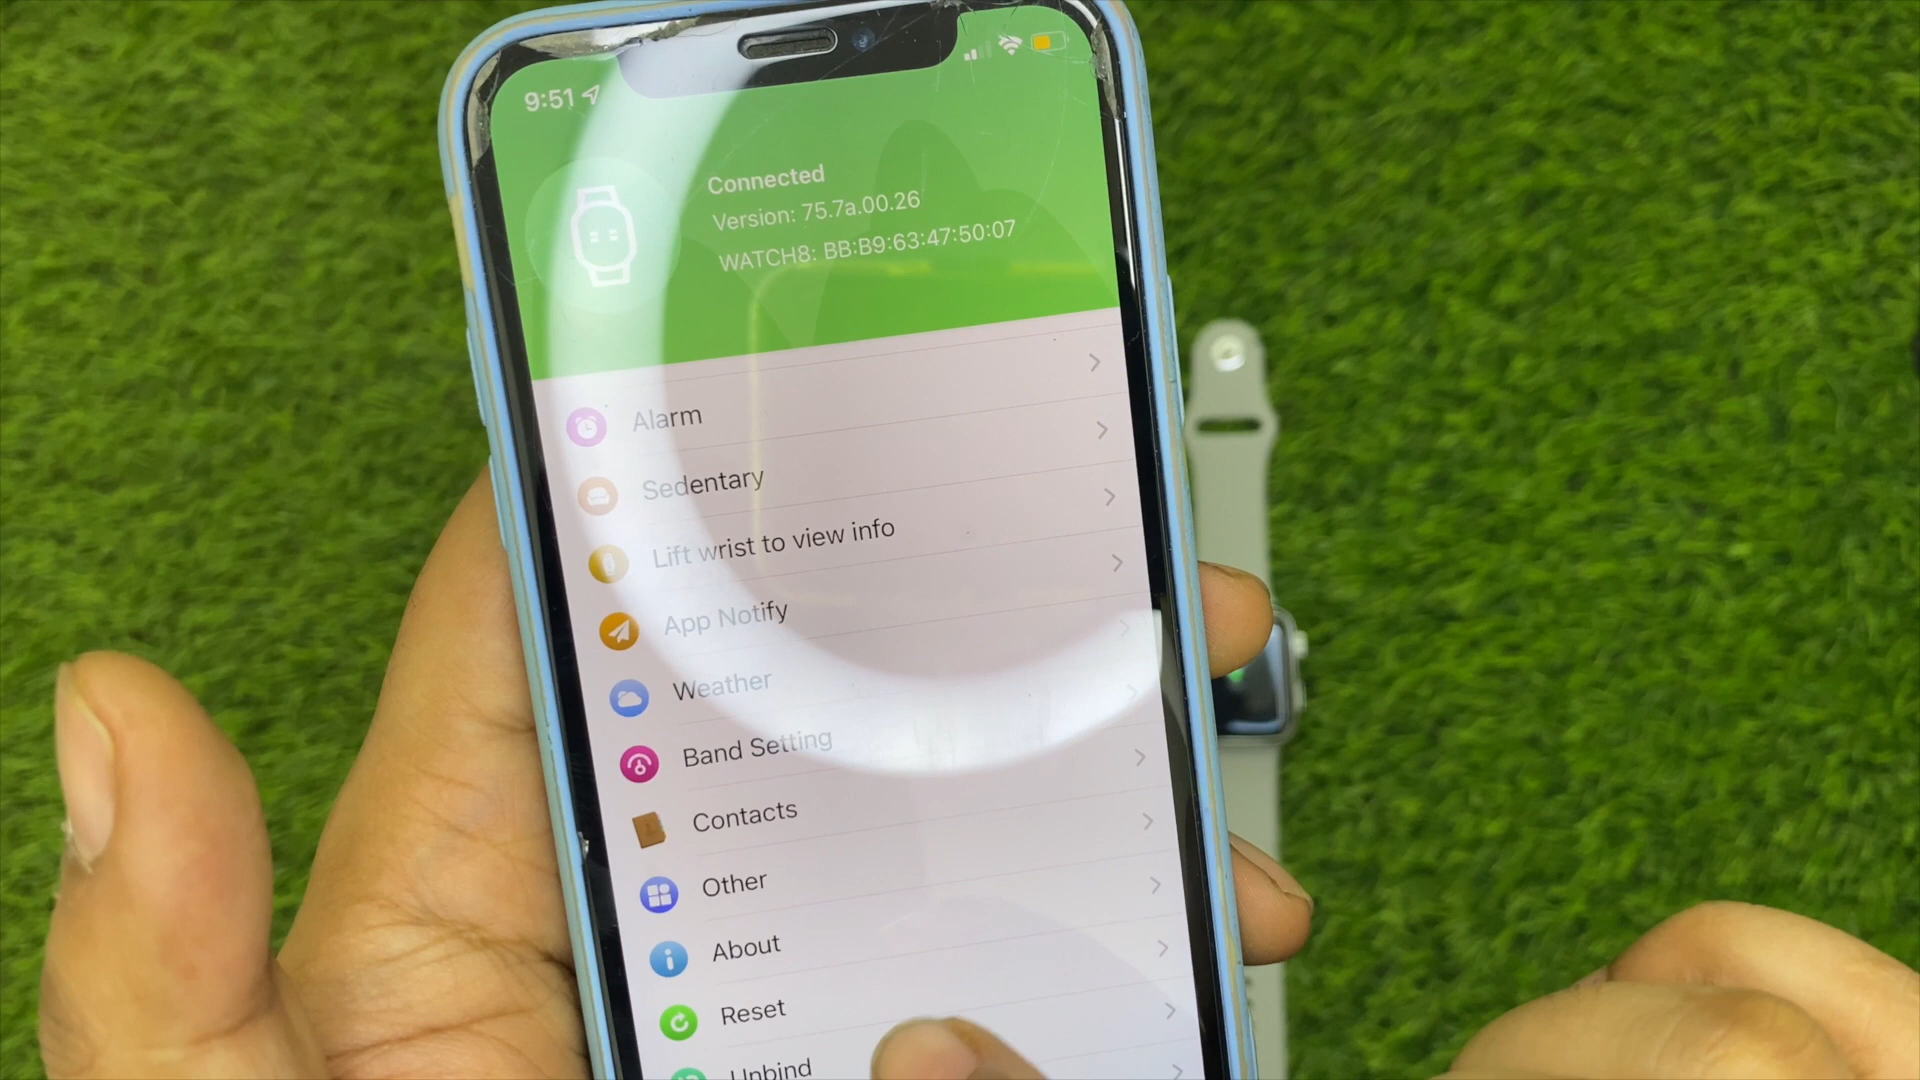 9:51
Connected
Version: 75.7a.00.26
WATCH8: BB:B9:63:47:50:07
Alarm
Sedentary
Lift wrist to view info
App Notify
Weather
Band Setting
Contacts
Other
About
Reset
Unbind